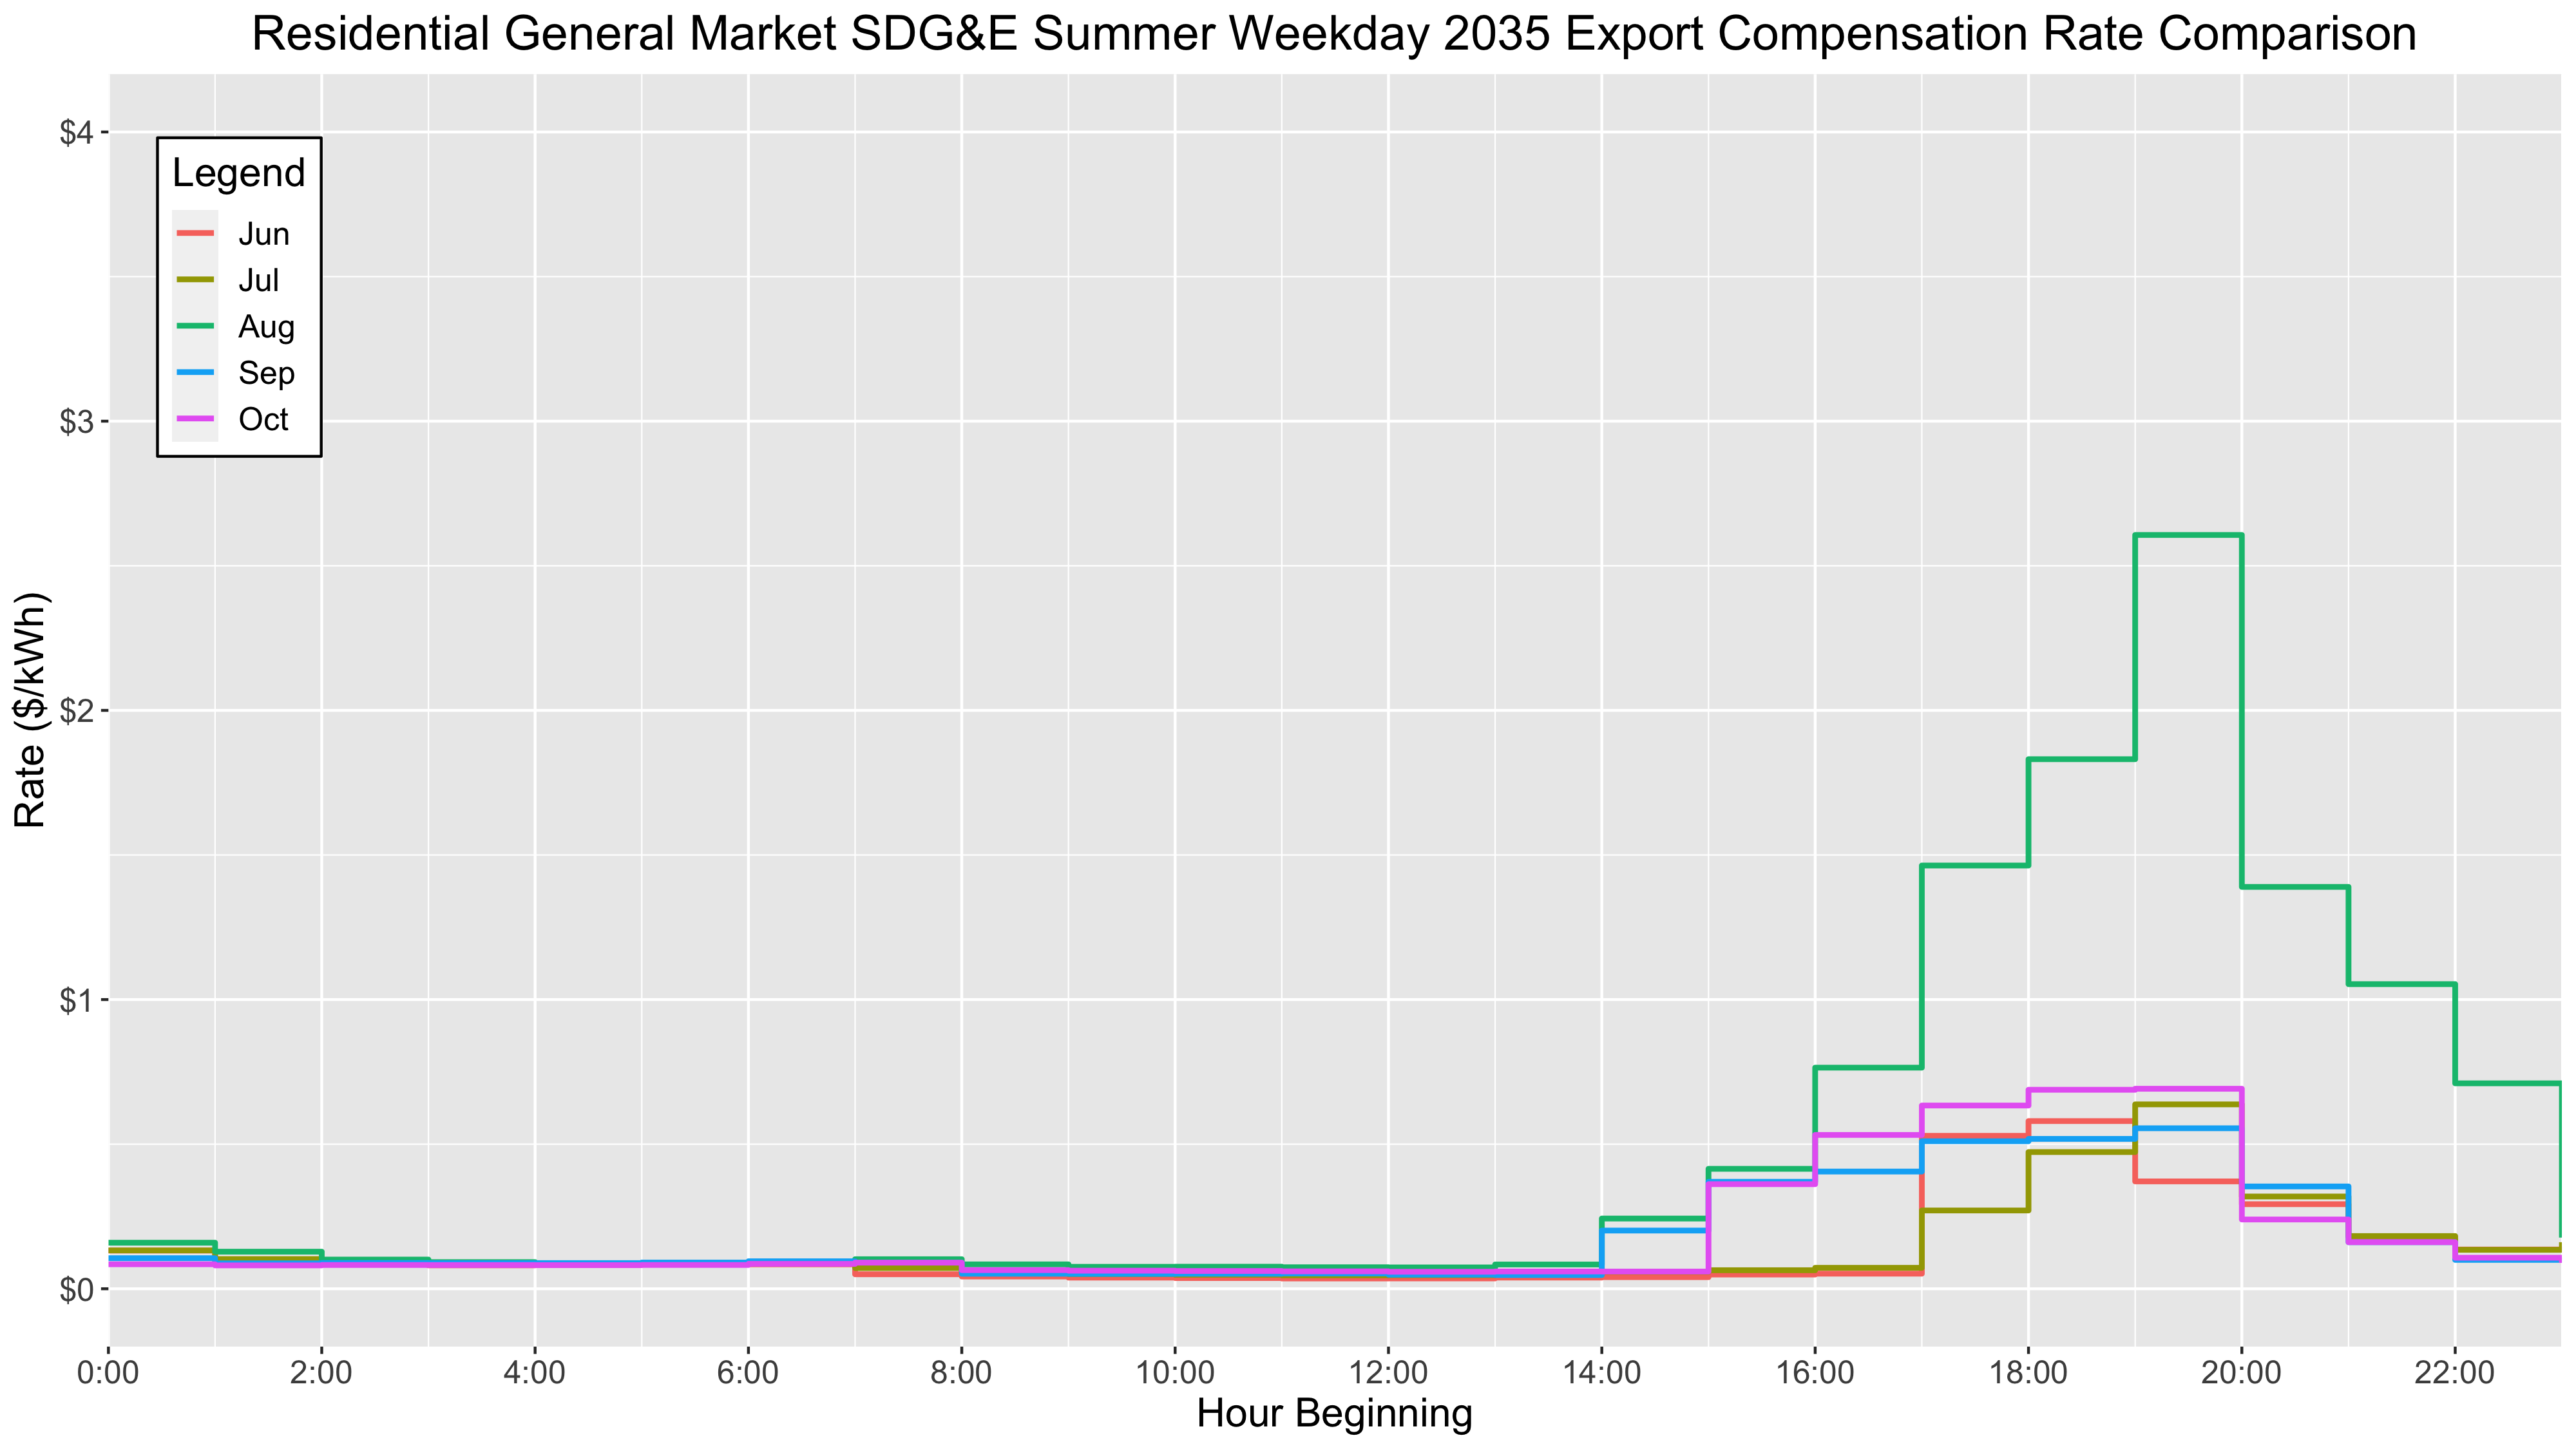 Residential General Market SDG&E Summer Weekday 2035 Export Compensation Rate Comparison
$4
Legend
Jun
Jul
Aug
Sep
Oct
$3
Rate ($/kWh)
$2
$1
$0
0:00 2:00 4:00 6:00 8:00 10:00 12:00 14:00 16:00 18:00 20:00 22:00
Hour Beginning